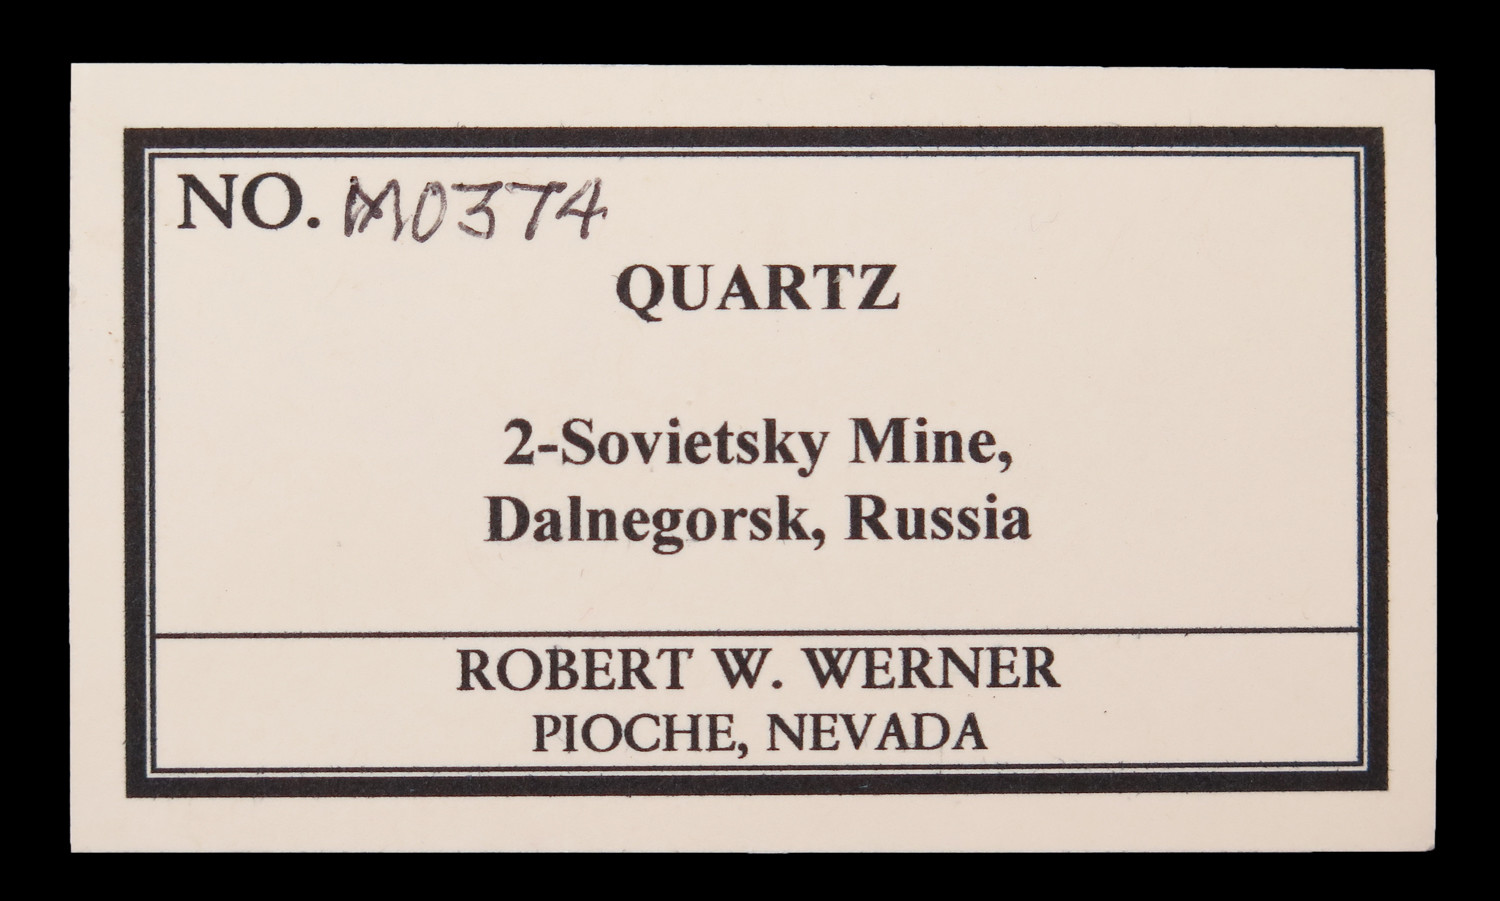 NO. M0374
QUARTZ
2-Sovietsky Mine,
Dalnegorsk, Russia
ROBERT W. WERNER
PIOCHE, NEVADA